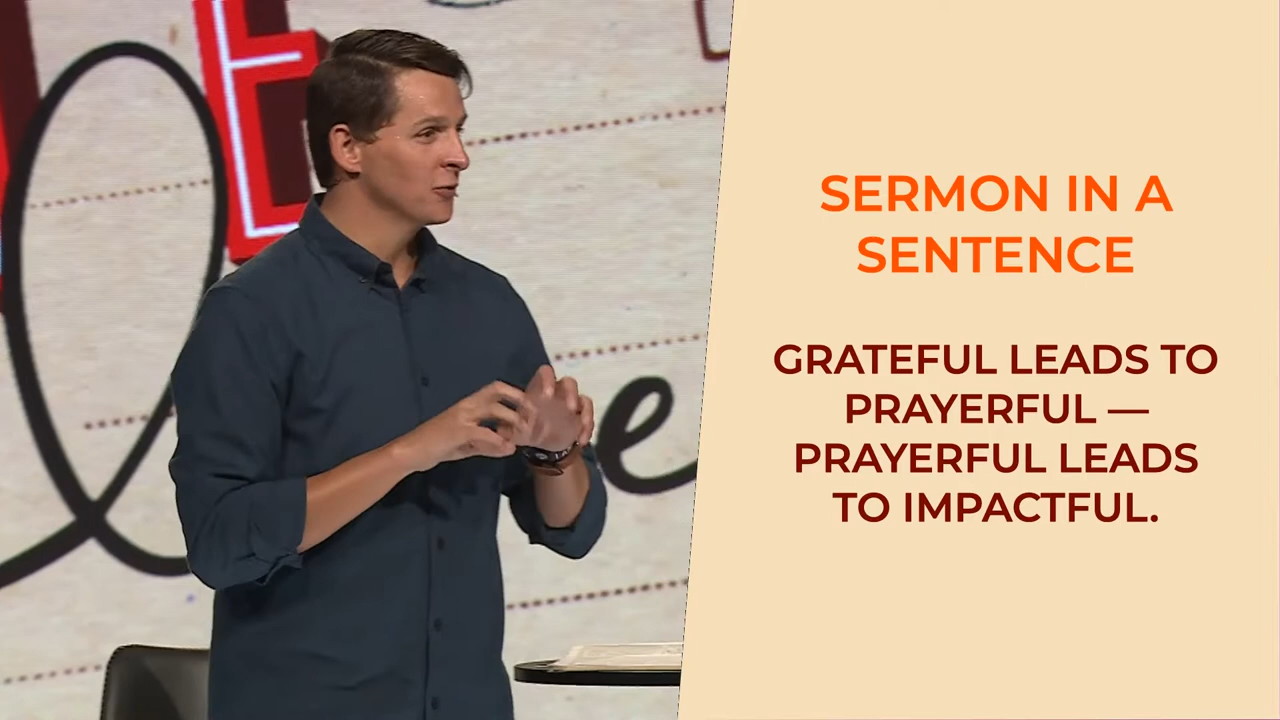 E
e
SERMON IN A
SENTENCE
GRATEFUL LEADS TO
PRAYERFUL —
PRAYERFUL LEADS
TO IMPACTFUL.